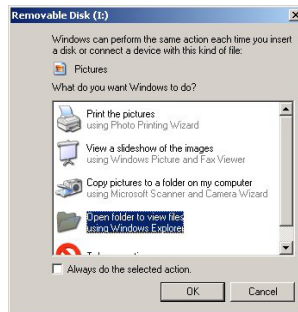 Removable Disk (I:)
Windows can perform the same action each time you insert
a disk or connect a device with this kind of file:
Pictures
What do you want Windows to do?
Print the pictures
using Photo Printing Wizard
View a slideshow of the images
using Windows Picture and Fax Viewer
Copy pictures to a folder on my computer
using Microsoft Scanner and Camera Wizard
Open folder to view files
using Windows Explorer
Always do the selected action.
OK
Cancel